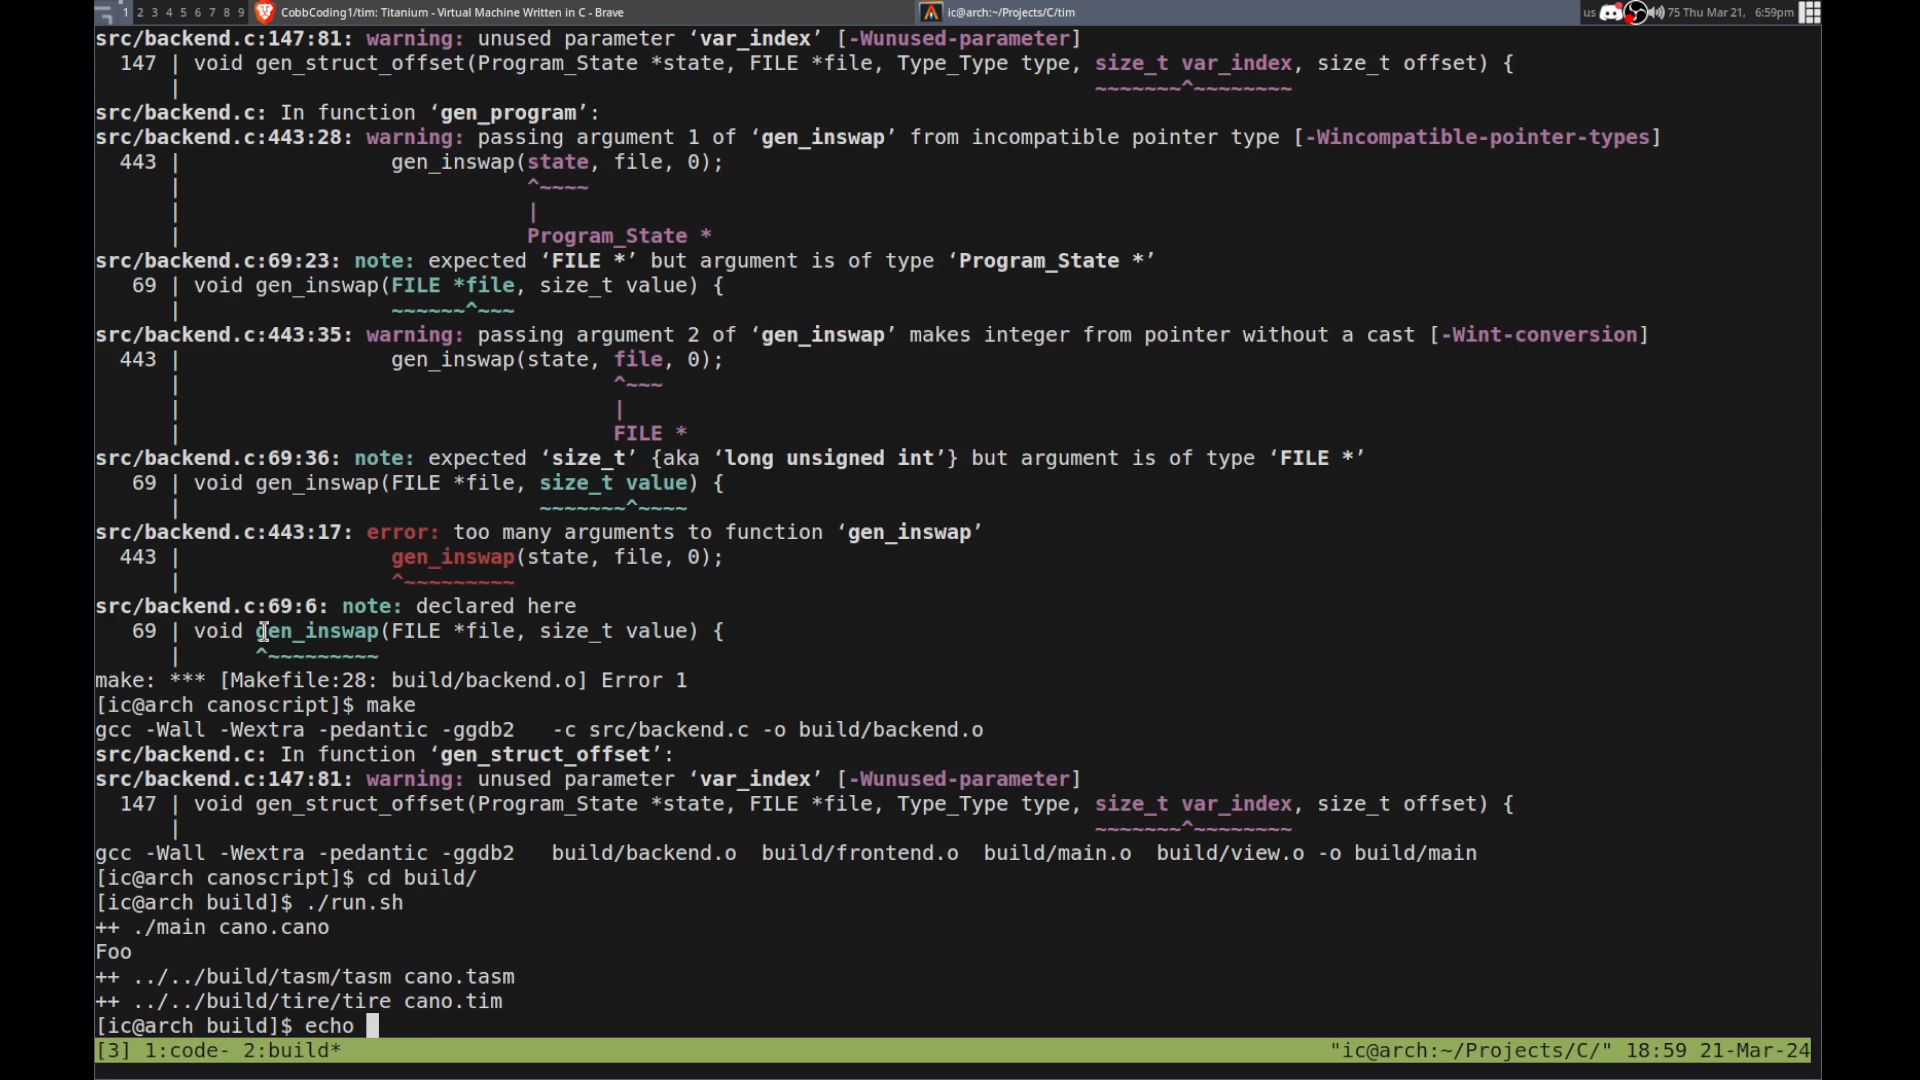 1 2 3 4 5 6 7 8 9 CobbCoding1/tim: Titanium - Virtual Machine Written in C - Brave ic@arch:~/Projects/C/tim us 75 Thu Mar 21, 6:59pm
src/backend.c:147:81: warning: unused parameter ‘var_index’ [-Wunused-parameter]
147 | void gen_struct_offset(Program_State *state, FILE *file, Type_Type type, size_t var_index, size_t offset) {
| ~~~~~~~^~~~~~~~~
src/backend.c: In function ‘gen_program’:
src/backend.c:443:28: warning: passing argument 1 of ‘gen_inswap’ from incompatible pointer type [-Wincompatible-pointer-types]
443 | gen_inswap(state, file, 0);
| ^~~~~
| |
| Program_State *
src/backend.c:69:23: note: expected ‘FILE *’ but argument is of type ‘Program_State *’
69 | void gen_inswap(FILE *file, size_t value) {
| ~~~~~~^~~~
src/backend.c:443:35: warning: passing argument 2 of ‘gen_inswap’ makes integer from pointer without a cast [-Wint-conversion]
443 | gen_inswap(state, file, 0);
| ^~~~
| |
| FILE *
src/backend.c:69:36: note: expected ‘size_t’ {aka ‘long unsigned int’} but argument is of type ‘FILE *’
69 | void gen_inswap(FILE *file, size_t value) {
| ~~~~~~~^~~~~
src/backend.c:443:17: error: too many arguments to function ‘gen_inswap’
443 | gen_inswap(state, file, 0);
| ^~~~~~~~~~
src/backend.c:69:6: note: declared here
69 | void gen_inswap(FILE *file, size_t value) {
| ^~~~~~~~~~
make: *** [Makefile:28: build/backend.o] Error 1
[ic@arch canoscript]$ make
gcc -Wall -Wextra -pedantic -ggdb2 -c src/backend.c -o build/backend.o
src/backend.c: In function ‘gen_struct_offset’:
src/backend.c:147:81: warning: unused parameter ‘var_index’ [-Wunused-parameter]
147 | void gen_struct_offset(Program_State *state, FILE *file, Type_Type type, size_t var_index, size_t offset) {
| ~~~~~~~^~~~~~~~~
gcc -Wall -Wextra -pedantic -ggdb2 build/backend.o build/frontend.o build/main.o build/view.o -o build/main
[ic@arch canoscript]$ cd build/
[ic@arch build]$ ./run.sh
++ ./main cano.cano
Foo
++ ../../build/tasm/tasm cano.tasm
++ ../../build/tire/tire cano.tim
[ic@arch build]$ echo
[3] 1:code- 2:build* "ic@arch:~/Projects/C/" 18:59 21-Mar-24